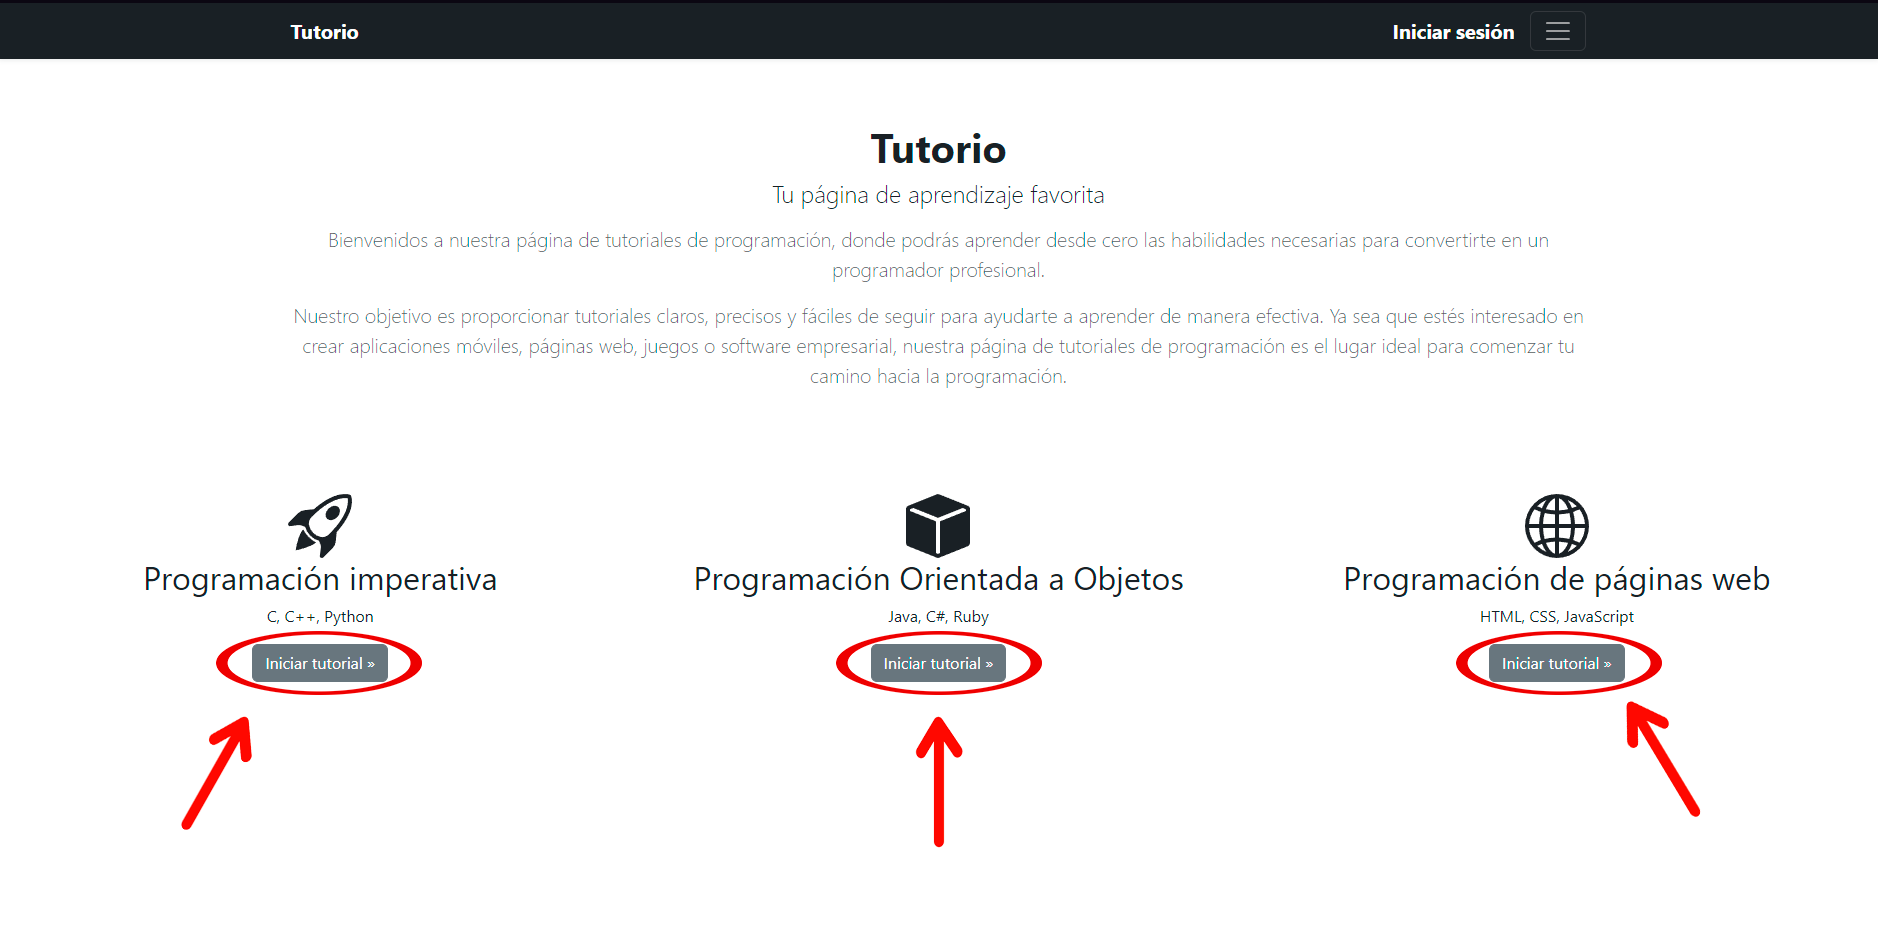 Tutorio
Iniciar sesión
Tutorio
Tu página de aprendizaje favorita
Bienvenidos a nuestra página de tutoriales de programación, donde podrás aprender desde cero las habilidades necesarias para convertirte en un
programador profesional.
Nuestro objetivo es proporcionar tutoriales claros, precisos y fáciles de seguir para ayudarte a aprender de manera efectiva. Ya sea que estés interesado en
crear aplicaciones móviles, páginas web, juegos o software empresarial, nuestra página de tutoriales de programación es el lugar ideal para comenzar tu
camino hacia la programación.
Programación imperativa
C, C++, Python
Iniciar tutorial »
Programación Orientada a Objetos
Java, C#, Ruby
Iniciar tutorial »
Programación de páginas web
HTML, CSS, JavaScript
Iniciar tutorial »